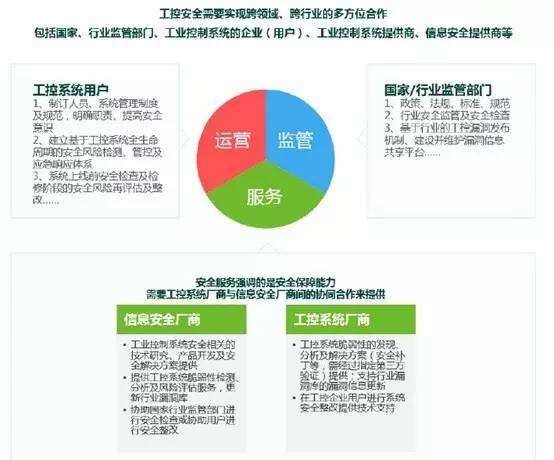 工控安全需要实现跨领域、跨行业的多方位合作
包括国家、行业监管部门、工业控制系统的企业（用户）、工业控制系统提供商、信息安全提供商等
工控系统用户
1、制订人员、系统管理制度
及规范，明确职责、提高安全
意识
2、建立基于工控系统全生命
周期的安全风险检测、管控及
应急响应体系
3、系统上线前安全检查及检
修阶段的安全风险再评估及整
改……
运营
监管
服务
国家/行业监管部门
1、政策、法规、标准、规范
2、行业安全监管及安全检查
3、基于行业的工控漏洞发布
机制、建设并维护漏洞信息
共享平台……
安全服务强调的是安全保障能力
需要工控系统厂商与信息安全厂商间的协同合作来提供
信息安全厂商
• 工业控制系统安全相关的
技术研究、产品开发及安
全解决方案提供
• 提供工控系统脆弱性检测、
分析及风险评估服务，更
新行业漏洞库
• 协助国家行业监管部门进
行安全检查或协助用户进
行安全整改
工控系统厂商
• 工控系统脆弱性的发现、
分析及解决方案（安全补
丁等，需经过指定第三方
验证）提供；支持行业漏
洞库的漏洞信息更新
• 在工控企业用户进行系统
安全整改提供技术支持